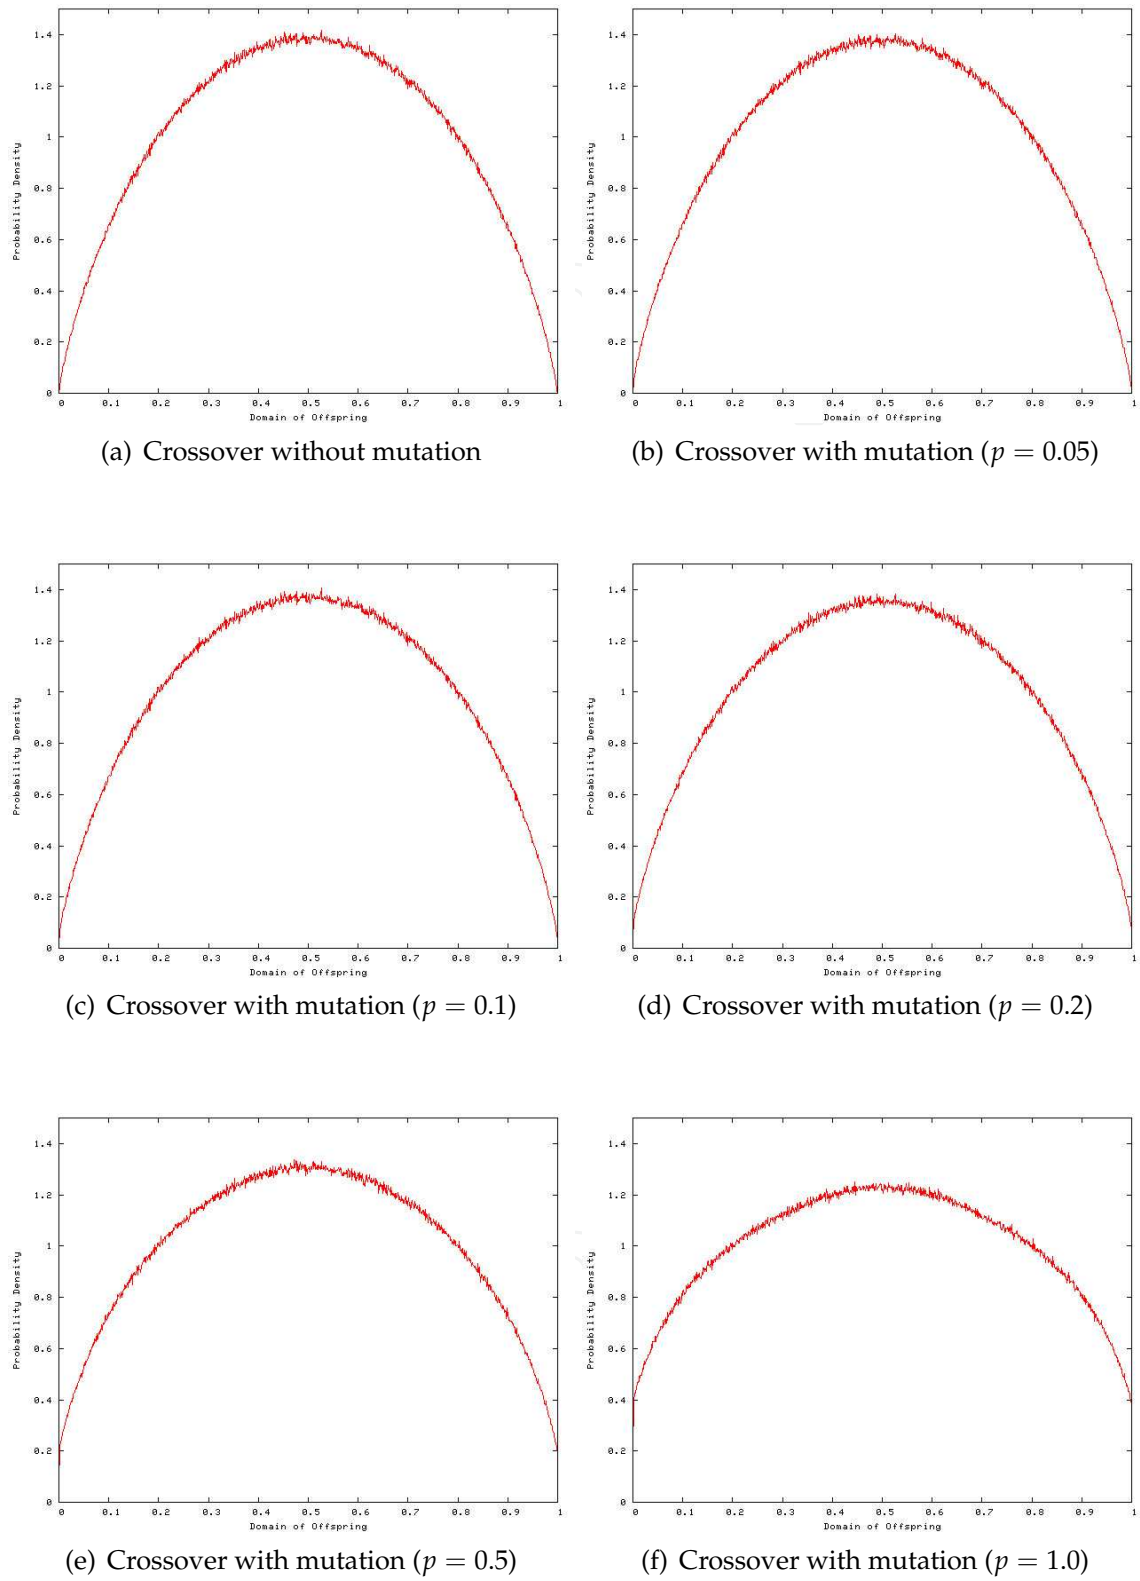 1.4
1.2
1
0.8
0.6
0.4
0.2
0
Probability Density
0 0.1 0.2 0.3 0.4 0.5 0.6 0.7 0.8 0.9 1
Domain of Offspring
(a) Crossover without mutation
1.4
1.2
1
0.8
0.6
0.4
0.2
0
Probability Density
0 0.1 0.2 0.3 0.4 0.5 0.6 0.7 0.8 0.9 1
Domain of Offspring
(b) Crossover with mutation (p = 0.05)
1.4
1.2
1
0.8
0.6
0.4
0.2
0
Probability Density
0 0.1 0.2 0.3 0.4 0.5 0.6 0.7 0.8 0.9 1
Domain of Offspring
(c) Crossover with mutation (p = 0.1)
1.4
1.2
1
0.8
0.6
0.4
0.2
0
Probability Density
0 0.1 0.2 0.3 0.4 0.5 0.6 0.7 0.8 0.9 1
Domain of Offspring
(d) Crossover with mutation (p = 0.2)
1.4
1.2
1
0.8
0.6
0.4
0.2
0
Probability Density
0 0.1 0.2 0.3 0.4 0.5 0.6 0.7 0.8 0.9 1
Domain of Offspring
(e) Crossover with mutation (p = 0.5)
1.4
1.2
1
0.8
0.6
0.4
0.2
0
Probability Density
0 0.1 0.2 0.3 0.4 0.5 0.6 0.7 0.8 0.9 1
Domain of Offspring
(f) Crossover with mutation (p = 1.0)